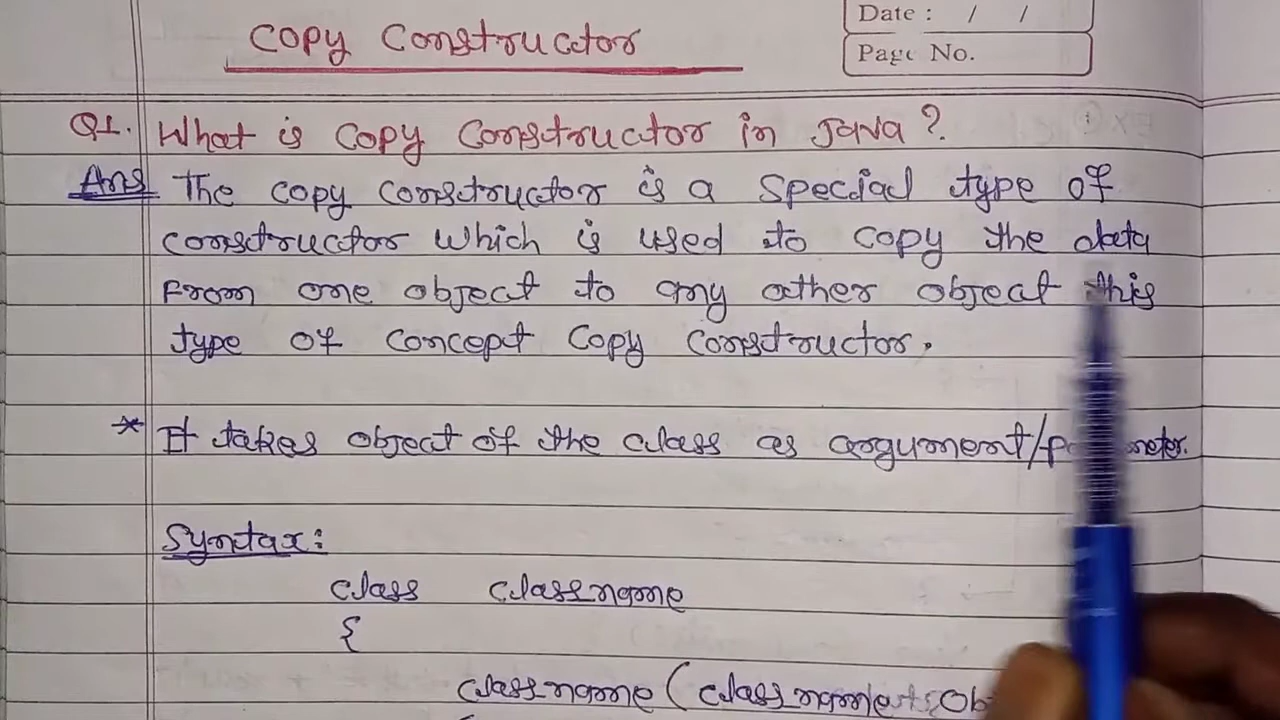 Copy Constructor
Date : / /
Page No.
Q1. What is Copy Constructor in Java?
Ans The copy constructor is a special type of
constructor which is used to copy the data
from one object to any other object this
type of concept Copy Constructor.
* It takes object of the class as argument/
Syntax:
class classname
{
classname (classname